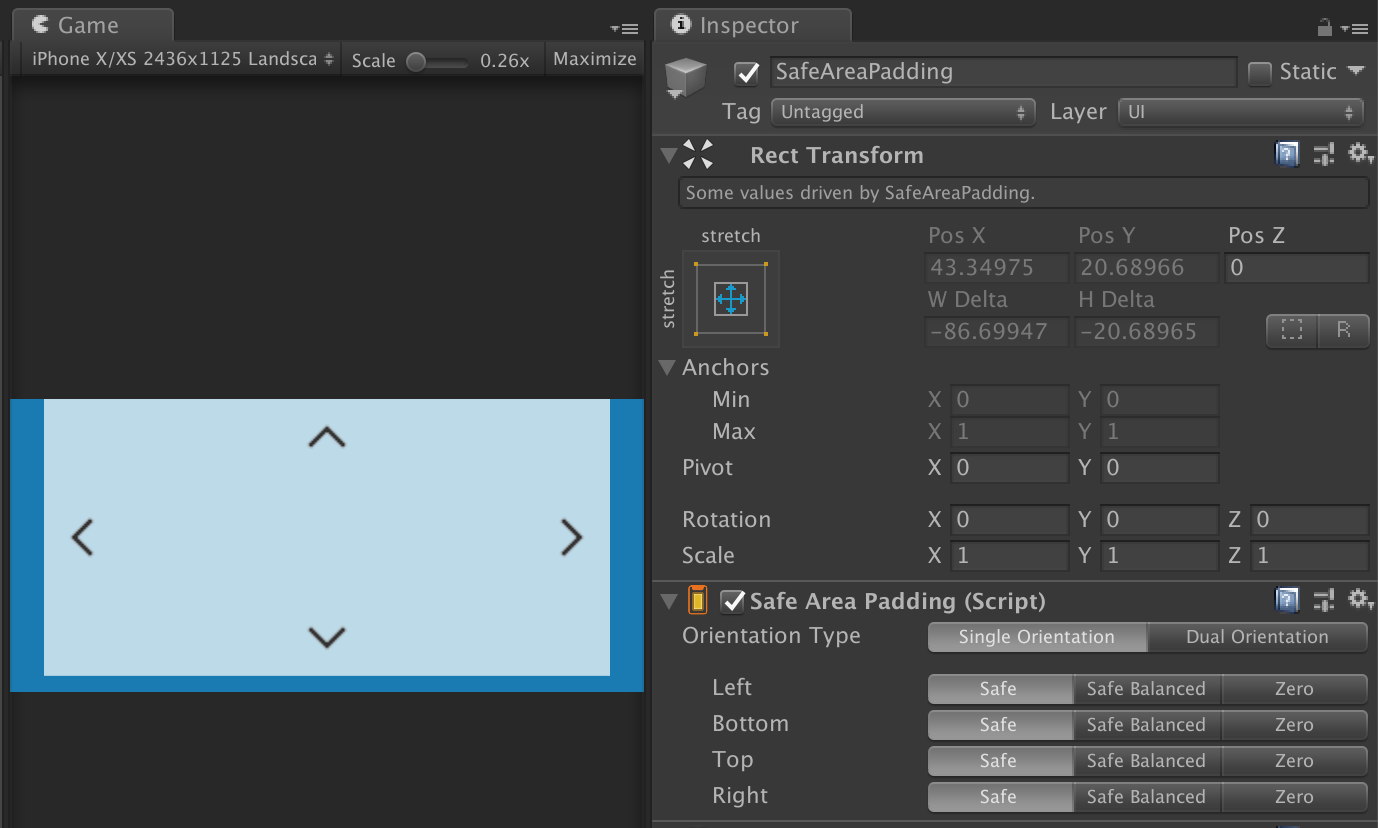 Game
iPhone X/XS 2436x1125 Landsca Scale 0.26x Maximize
Inspector
SafeAreaPadding Static
Tag Untagged Layer UI
Rect Transform
Some values driven by SafeAreaPadding.
stretch
stretch
Pos X Pos Y Pos Z
43.34975 20.68966 0
W Delta H Delta
-86.69947 -20.68965 R
Anchors
Min X 0 Y 0
Max X 1 Y 1
Pivot X 0 Y 0
Rotation X 0 Y 0 Z 0
Scale X 1 Y 1 Z 1
Safe Area Padding (Script)
Orientation Type Single Orientation Dual Orientation
Left Safe Safe Balanced Zero
Bottom Safe Safe Balanced Zero
Top Safe Safe Balanced Zero
Right Safe Safe Balanced Zero